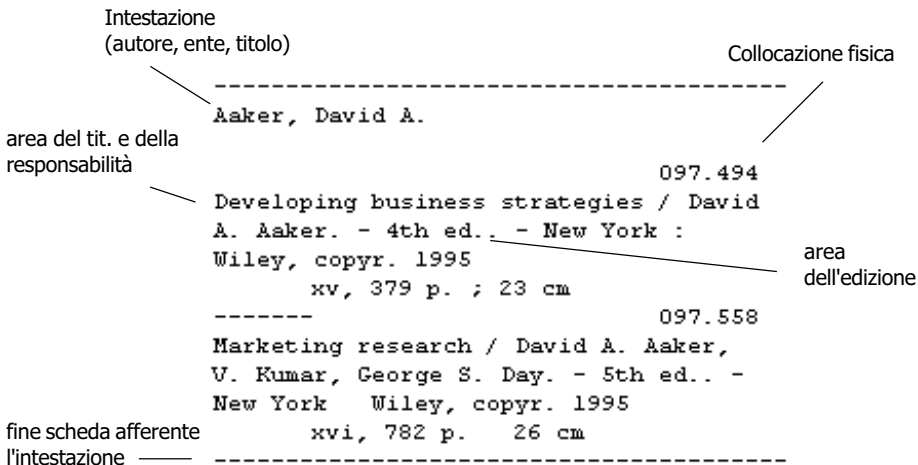 Intestazione
(autore, ente, titolo)
Collocazione fisica
----------------------------------------
Aaker, David A.
area del tit. e della
responsabilità
097.494
Developing business strategies / David
A. Aaker. - 4th ed.. - New York :
Wiley, copyr. 1995
area
dell'edizione
xv, 379 p. ; 23 cm
------- 097.558
Marketing research / David A. Aaker,
V. Kumar, George S. Day. - 5th ed.. -
New York Wiley, copyr. 1995
xvi, 782 p. 26 cm
fine scheda afferente
l'intestazione
----------------------------------------